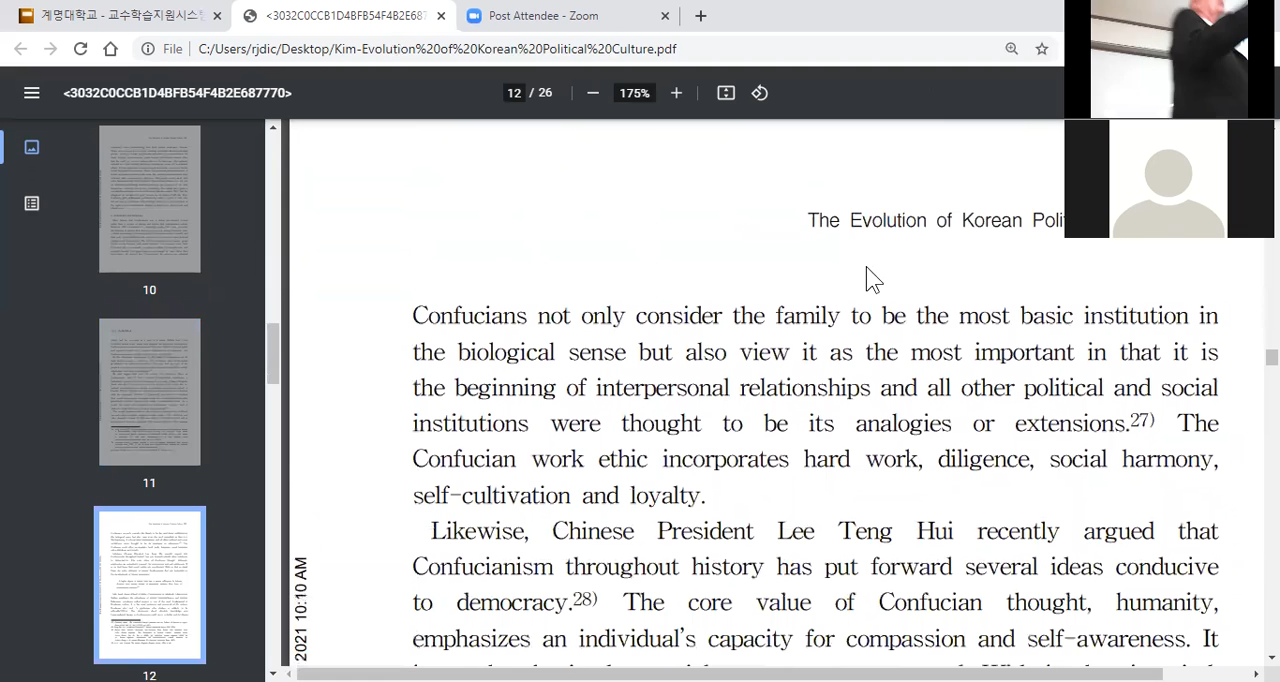 계명대학교 - 교수학습지원시스템
<3032C0CCB1D4BFB54F4B2E687770>
Post Attendee - Zoom
File
C:/Users/rjdic/Desktop/Kim-Evolution%20of%20Korean%20Political%20Culture.pdf
<3032C0CCB1D4BFB54F4B2E687770>
12 / 26
175%
10
11
12
The Evolution of Korean
Confucians not only consider the family to be the most basic institution in
the biological sense but also view it as the most important in that it is
the beginning of interpersonal relationships and all other political and social
institutions were thought to be its analogies or extensions.27) The
Confucian work ethic incorporates hard work, diligence, social harmony,
self-cultivation and loyalty.
Likewise, Chinese President Lee Teng Hui recently argued that
Confucianism throughout history has put forward several ideas conducive
to democracy.28 The core value of Confucian thought, humanity,
emphasizes an individual's capacity for compassion and self-awareness. It
2021 10:10 AM